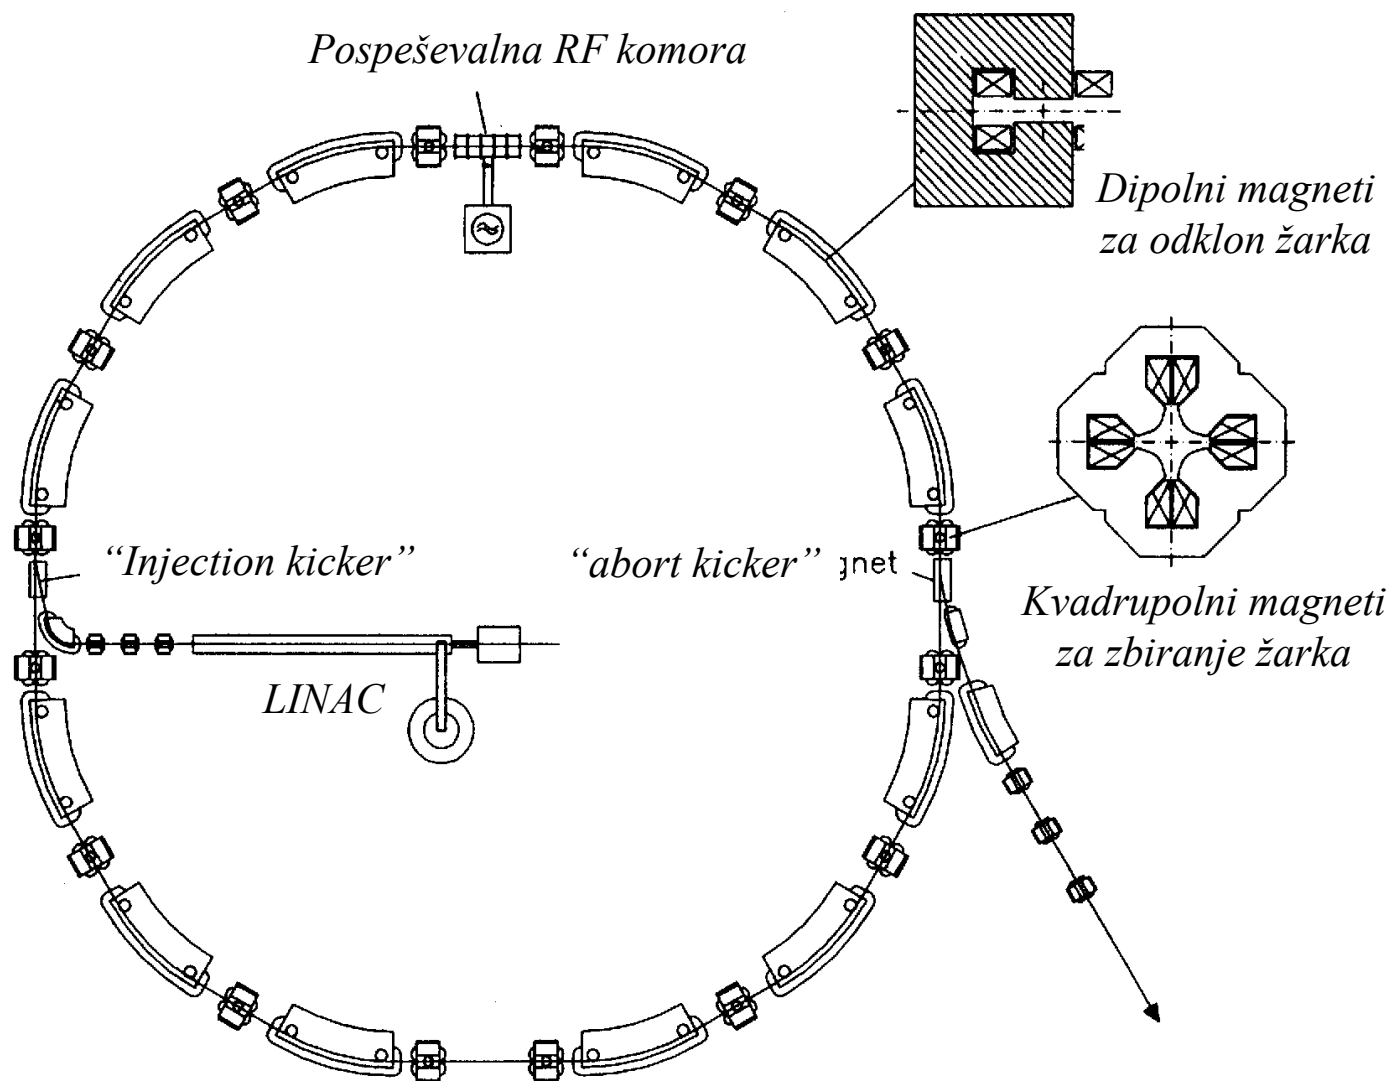 Pospeševalna RF komora
Dipolni magneti
za odklon žarka
“Injection kicker”
“abort kicker” gnet
Kvadrupolni magneti
za zbiranje žarka
LINAC